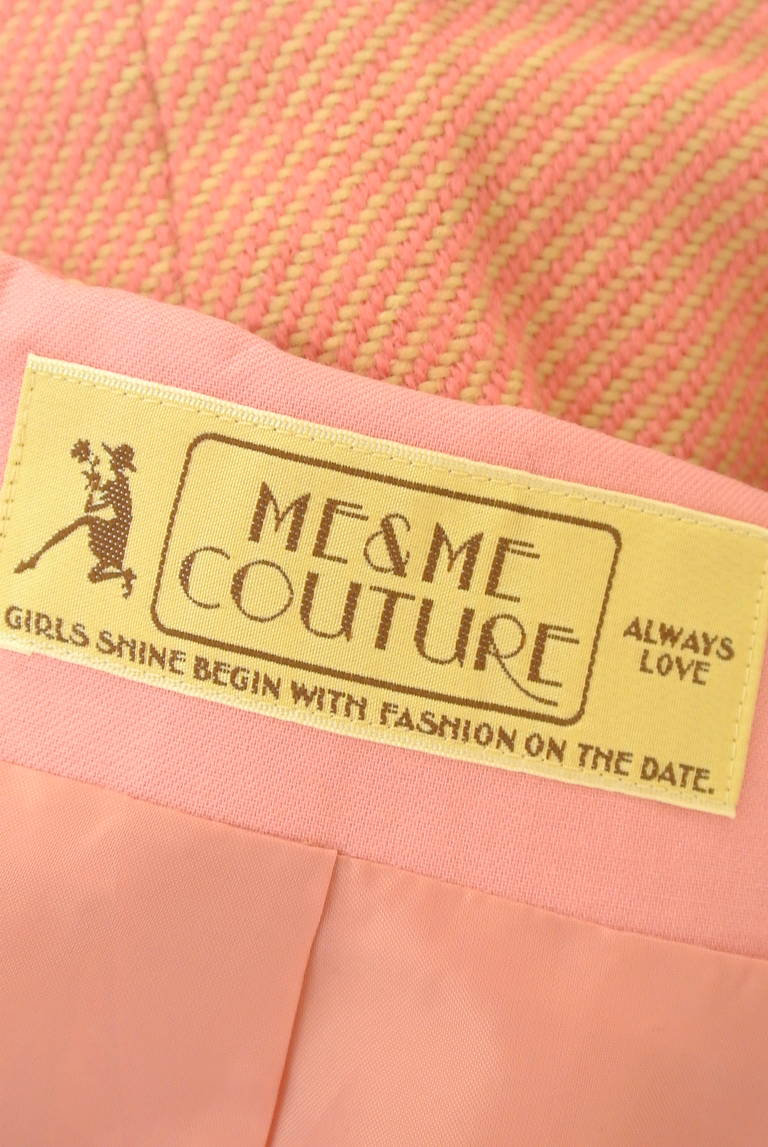 ME&ME
COUTURE
ALWAYS
LOVE
GIRLS SHINE BEGIN WITH FASHION ON THE DATE.